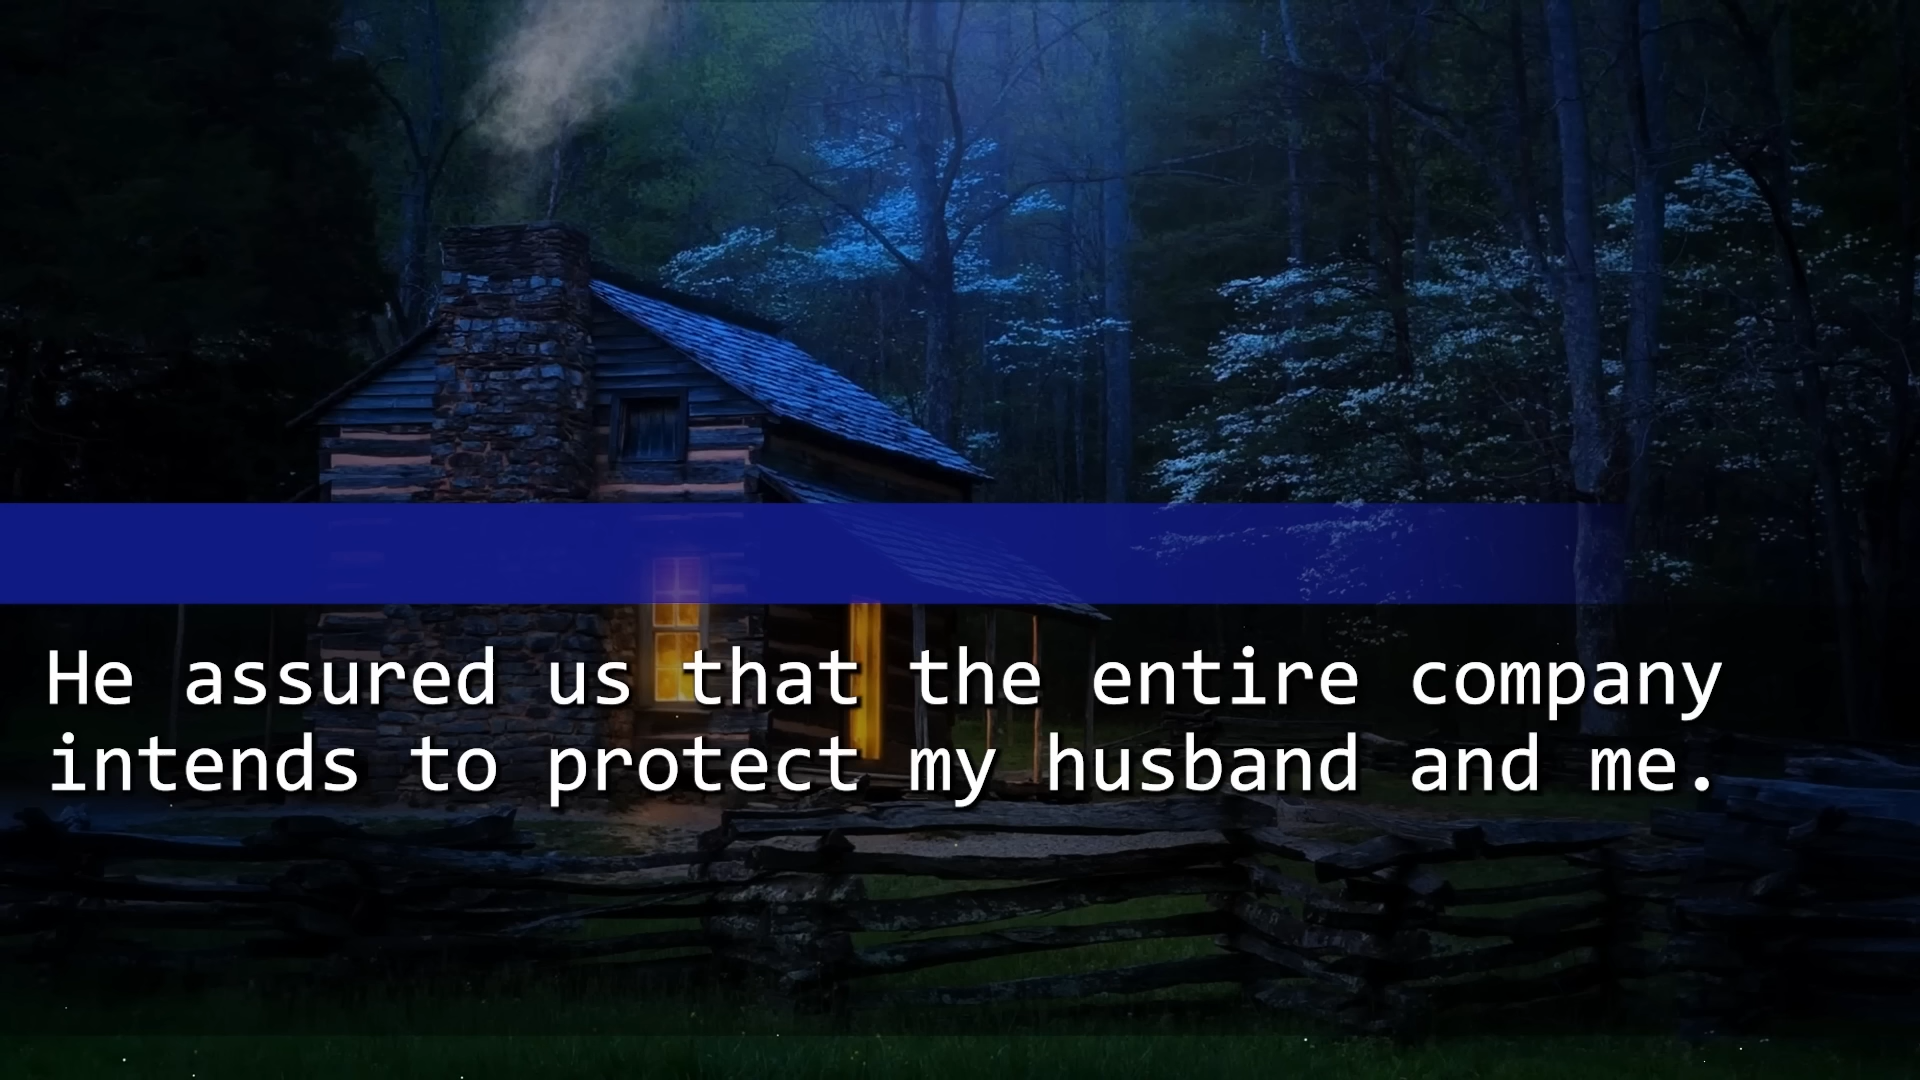 He assured us that the entire company
intends to protect my husband and me.